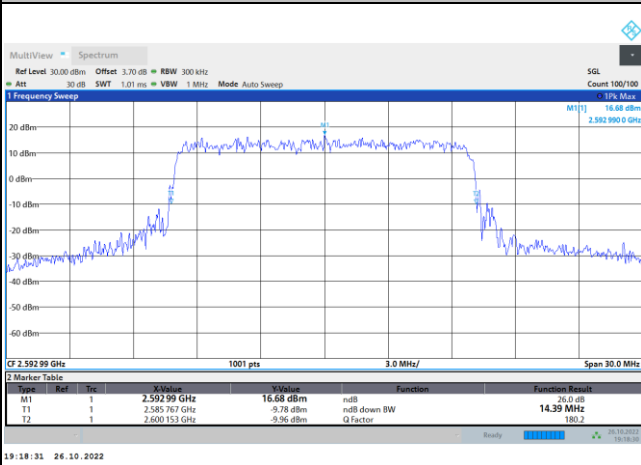 MultiView Spectrum
Ref Level 30.00 dBm Offset 3.70 dB RBW 300 kHz SGL
Att 30 dB SWT 1.01 ms VBW 1 MHz Mode Auto Sweep Count 100/100
1 Frequency Sweep 1Pk Max
M1[1] 16.68 dBm
2.592 990 0 GHz
M1
20 dBm
10 dBm
0 dBm
-10 dBm
-20 dBm
-30 dBm
-40 dBm
-50 dBm
-60 dBm
CF 2.592 99 GHz 1001 pts 3.0 MHz/ Span 30.0 MHz
2 Marker Table
Type Ref Trc X-Value Y-Value Function Function Result
M1 1 2.592 99 GHz 16.68 dBm ndB 26.0 dB
T1 1 2.585 767 GHz -9.78 dBm ndB down BW 14.39 MHz
T2 1 2.600 153 GHz -9.96 dBm Q Factor 180.2
Ready 26.10.2022
19:18:30
19:18:31 26.10.2022